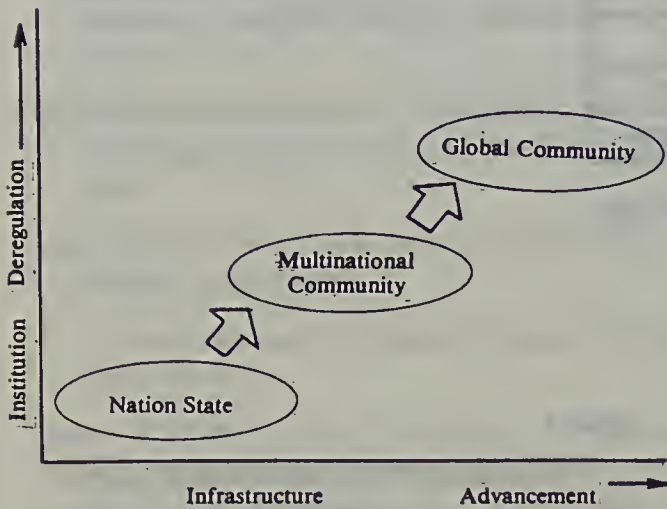 Institution Deregulation
Global Community
Multinational
Community
Nation State
Infrastructure Advancement